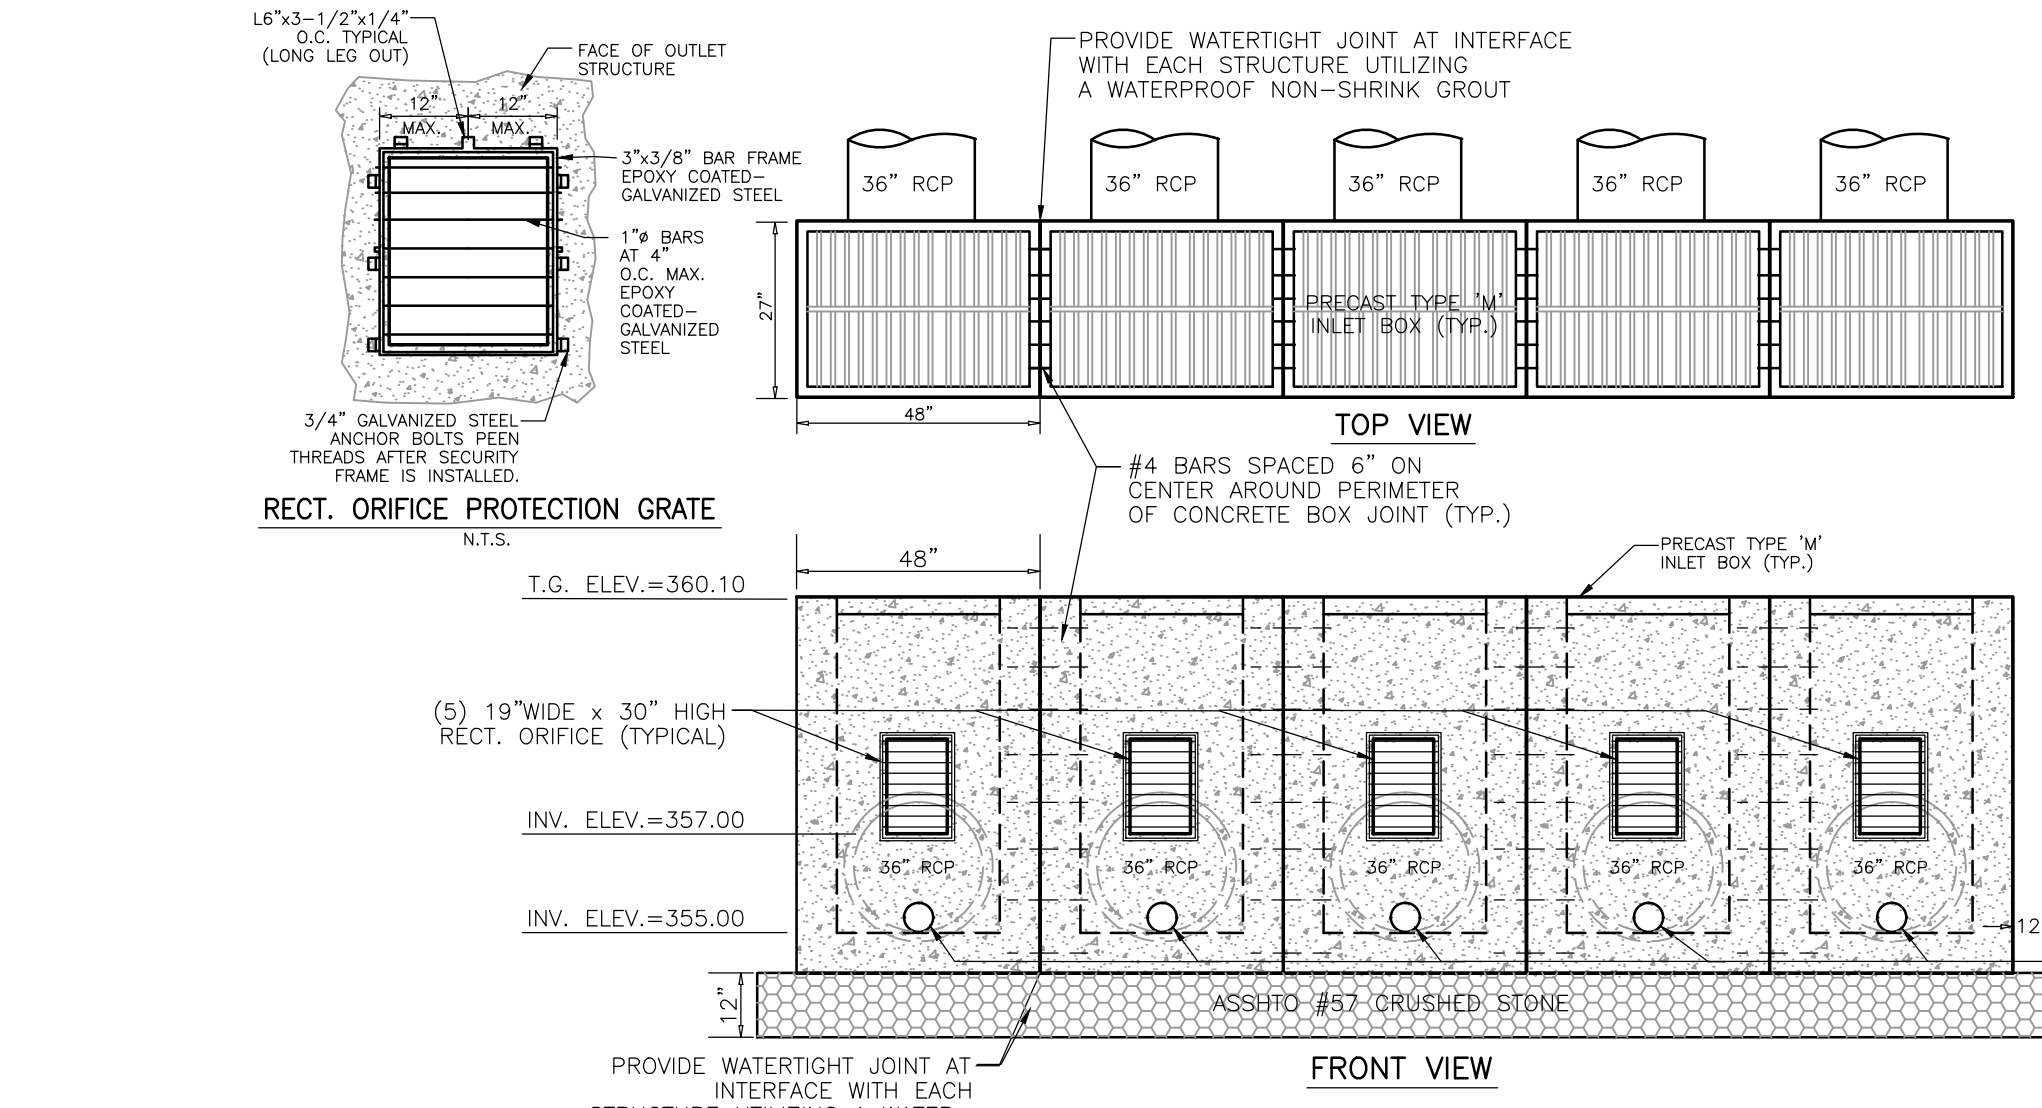 L6"x3-1/2"x1/4"
O.C. TYPICAL
(LONG LEG OUT)
FACE OF OUTLET
STRUCTURE
12"
MAX.
12"
MAX.
3"x3/8" BAR FRAME
EPOXY COATED-
GALVANIZED STEEL
1"ø BARS
AT 4"
O.C. MAX.
EPOXY
COATED-
GALVANIZED
STEEL
3/4" GALVANIZED STEEL
ANCHOR BOLTS PEEN
THREADS AFTER SECURITY
FRAME IS INSTALLED.
RECT. ORIFICE PROTECTION GRATE
N.T.S.
PROVIDE WATERTIGHT JOINT AT INTERFACE
WITH EACH STRUCTURE UTILIZING
A WATERPROOF NON-SHRINK GROUT
36" RCP
36" RCP
36" RCP
36" RCP
36" RCP
27"
PRECAST TYPE 'M'
INLET BOX (TYP.)
48"
TOP VIEW
#4 BARS SPACED 6" ON
CENTER AROUND PERIMETER
OF CONCRETE BOX JOINT (TYP.)
48"
PRECAST TYPE 'M'
INLET BOX (TYP.)
T.G. ELEV.=360.10
(5) 19"WIDE x 30" HIGH
RECT. ORIFICE (TYPICAL)
INV. ELEV.=357.00
36" RCP
36" RCP
36" RCP
36" RCP
36" RCP
INV. ELEV.=355.00
12
12"
ASSHTO #57 CRUSHED STONE
PROVIDE WATERTIGHT JOINT AT
INTERFACE WITH EACH
STRUCTURE UTILIZING A WATER-
FRONT VIEW